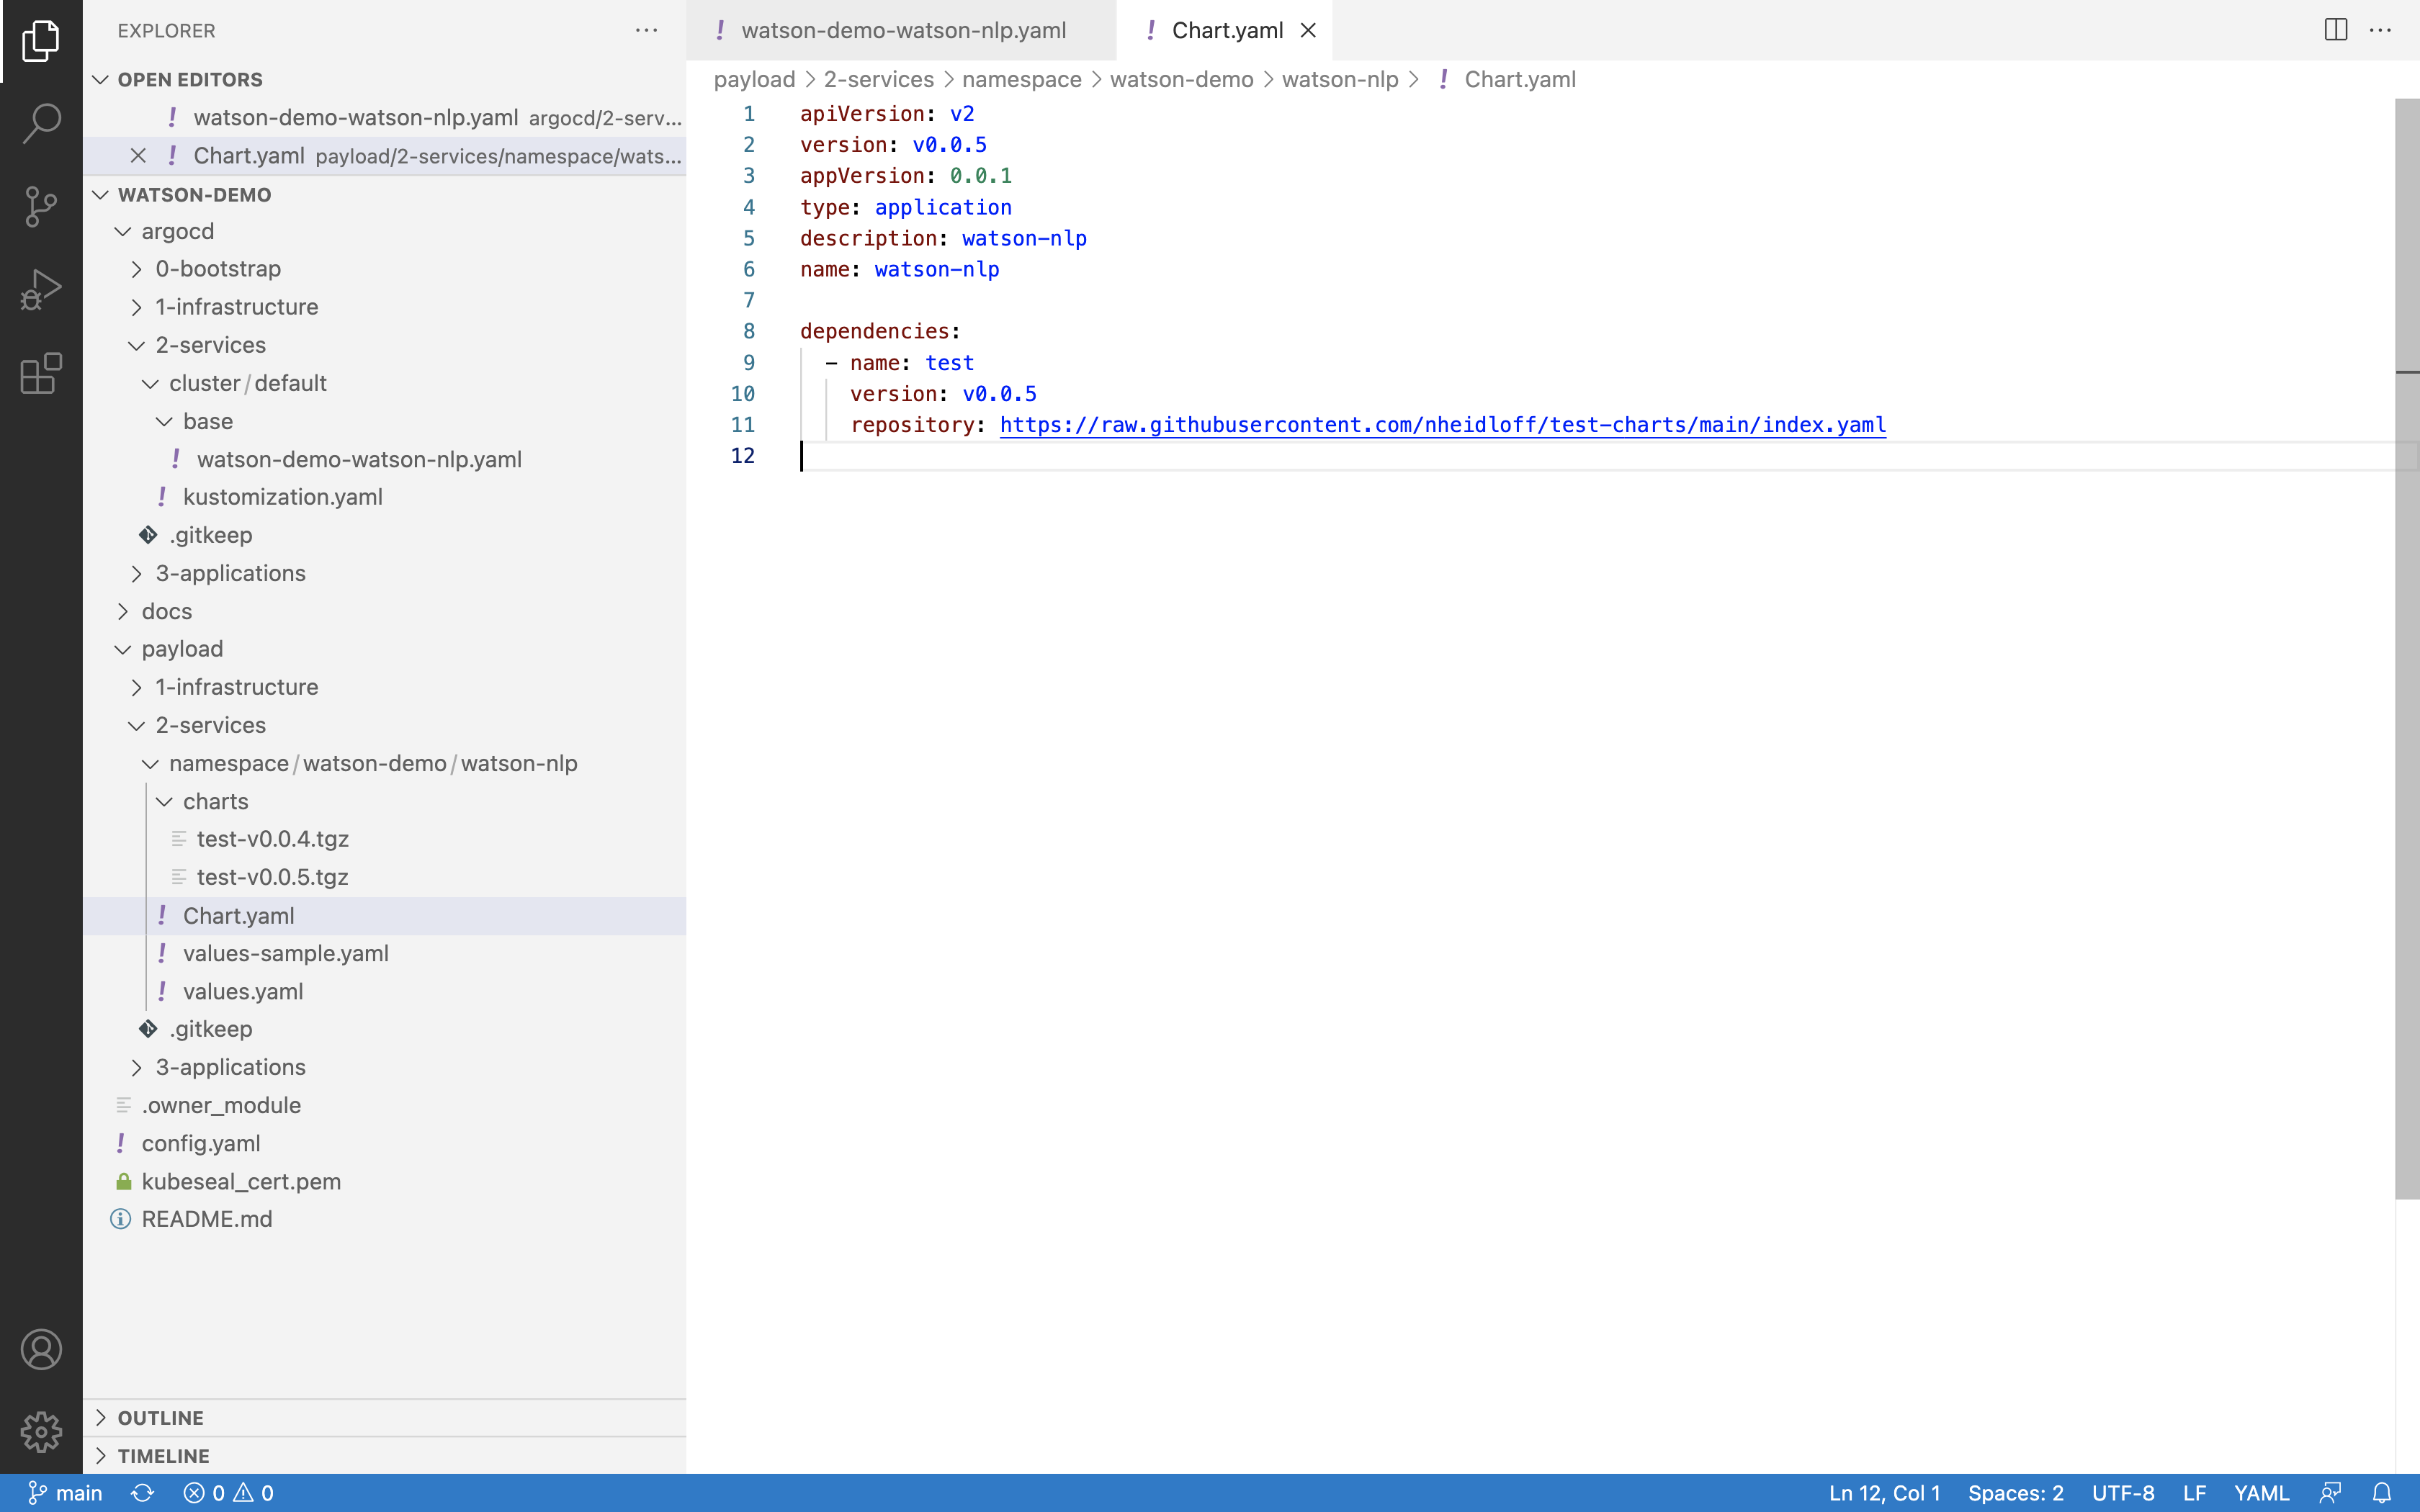 EXPLORER
OPEN EDITORS
watson-demo-watson-nlp.yaml argocd/2-serv...
Chart.yaml payload/2-services/namespace/wats...
WATSON-DEMO
argocd
0-bootstrap
1-infrastructure
2-services
cluster/default
base
watson-demo-watson-nlp.yaml
kustomization.yaml
.gitkeep
3-applications
docs
payload
1-infrastructure
2-services
namespace/watson-demo/watson-nlp
charts
test-v0.0.4.tgz
test-v0.0.5.tgz
Chart.yaml
values-sample.yaml
values.yaml
.gitkeep
3-applications
.owner_module
config.yaml
kubeseal_cert.pem
README.md
OUTLINE
TIMELINE
watson-demo-watson-nlp.yaml
Chart.yaml
payload > 2-services > namespace > watson-demo > watson-nlp > ! Chart.yaml
1 apiVersion: v2
2 version: v0.0.5
3 appVersion: 0.0.1
4 type: application
5 description: watson-nlp
6 name: watson-nlp
7
8 dependencies:
9 - name: test
10 version: v0.0.5
11 repository: https://raw.githubusercontent.com/nheidloff/test-charts/main/index.yaml
12
main 0 0 Ln 12, Col 1 Spaces: 2 UTF-8 LF YAML